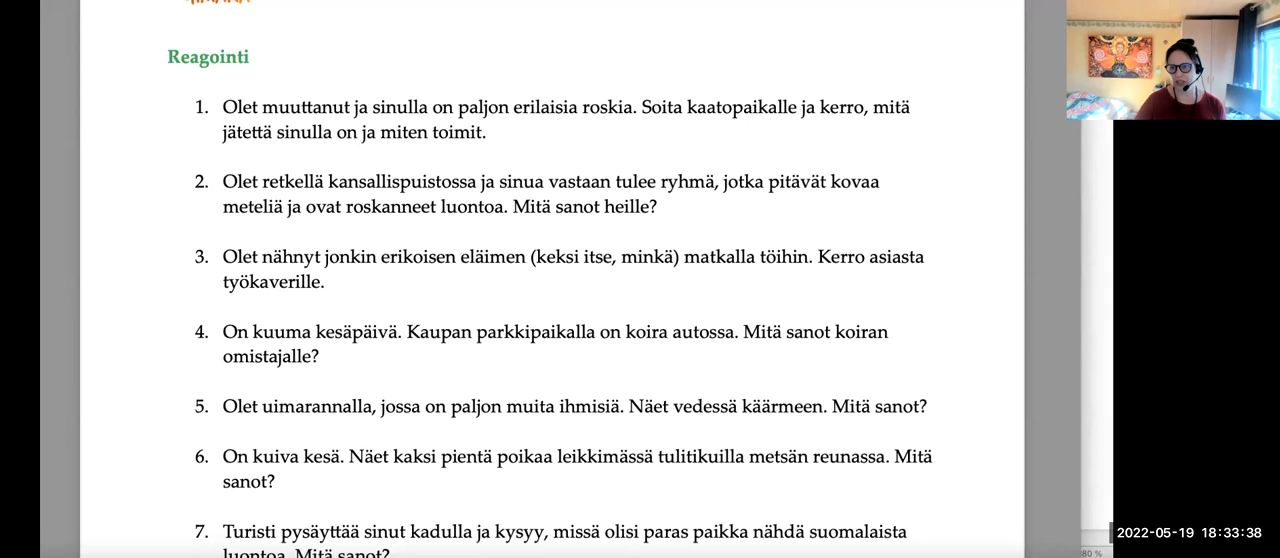 Reagointi
1. Olet muuttanut ja sinulla on paljon erilaisia roskia. Soita kaatopaikalle ja kerro, mitä
jätettä sinulla on ja miten toimit.
2. Olet retkellä kansallispuistossa ja sinua vastaan tulee ryhmä, jotka pitävät kovaa
meteliä ja ovat roskanneet luontoa. Mitä sanot heille?
3. Olet nähnyt jonkin erikoisen eläimen (keksi itse, minkä) matkalla töihin. Kerro asiasta
työkaverille.
4. On kuuma kesäpäivä. Kaupan parkkipaikalla on koira autossa. Mitä sanot koiran
omistajalle?
5. Olet uimarannalla, jossa on paljon muita ihmisiä. Näet vedessä käärmeen. Mitä sanot?
6. On kuiva kesä. Näet kaksi pientä poikaa leikkimässä tulitikuilla metsän reunassa. Mitä
sanot?
7. Turisti pysäyttää sinut kadulla ja kysyy, missä olisi paras paikka nähdä suomalaista
luontoa. Mitä sanot?
2022-05-19 18:33:38
80 %